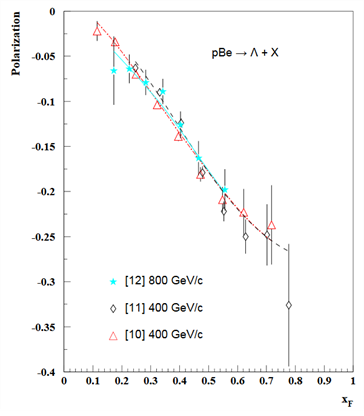 Polarization
0
-0.05
-0.1
-0.15
-0.2
-0.25
-0.3
-0.35
-0.4
pBe → Λ + X
[12] 800 GeV/c
[11] 400 GeV/c
[10] 400 GeV/c
0 0.1 0.2 0.3 0.4 0.5 0.6 0.7 0.8 0.9 1
xF